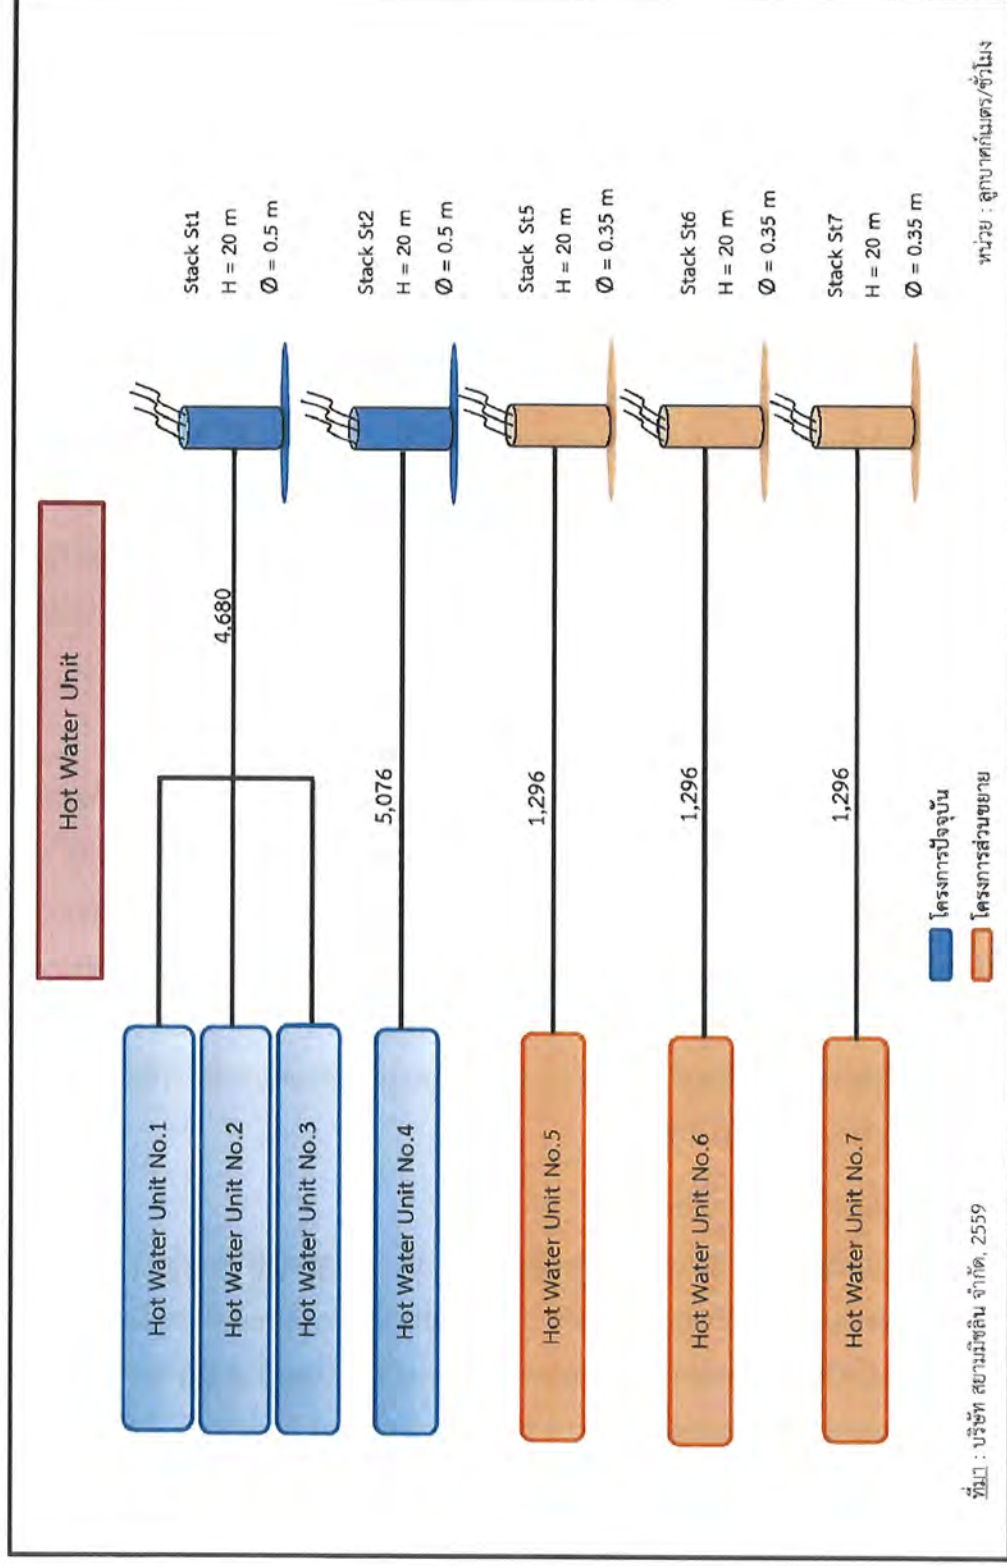 Hot Water Unit
Hot Water Unit No.1
Hot Water Unit No.2
Hot Water Unit No.3
4,680
Stack St1
H = 20 m
Ø = 0.5 m
Hot Water Unit No.4
5,076
Stack St2
H = 20 m
Ø = 0.5 m
Hot Water Unit No.5
1,296
Stack St5
H = 20 m
Ø = 0.35 m
Hot Water Unit No.6
1,296
Stack St6
H = 20 m
Ø = 0.35 m
Hot Water Unit No.7
1,296
Stack St7
H = 20 m
Ø = 0.35 m
โครงการปัจจุบัน
โครงการส่วนขยาย
ที่มา : บริษัท สยามมิชลิน จำกัด, 2559
หน่วย : ลูกบาศก์เมตร/ชั่วโมง